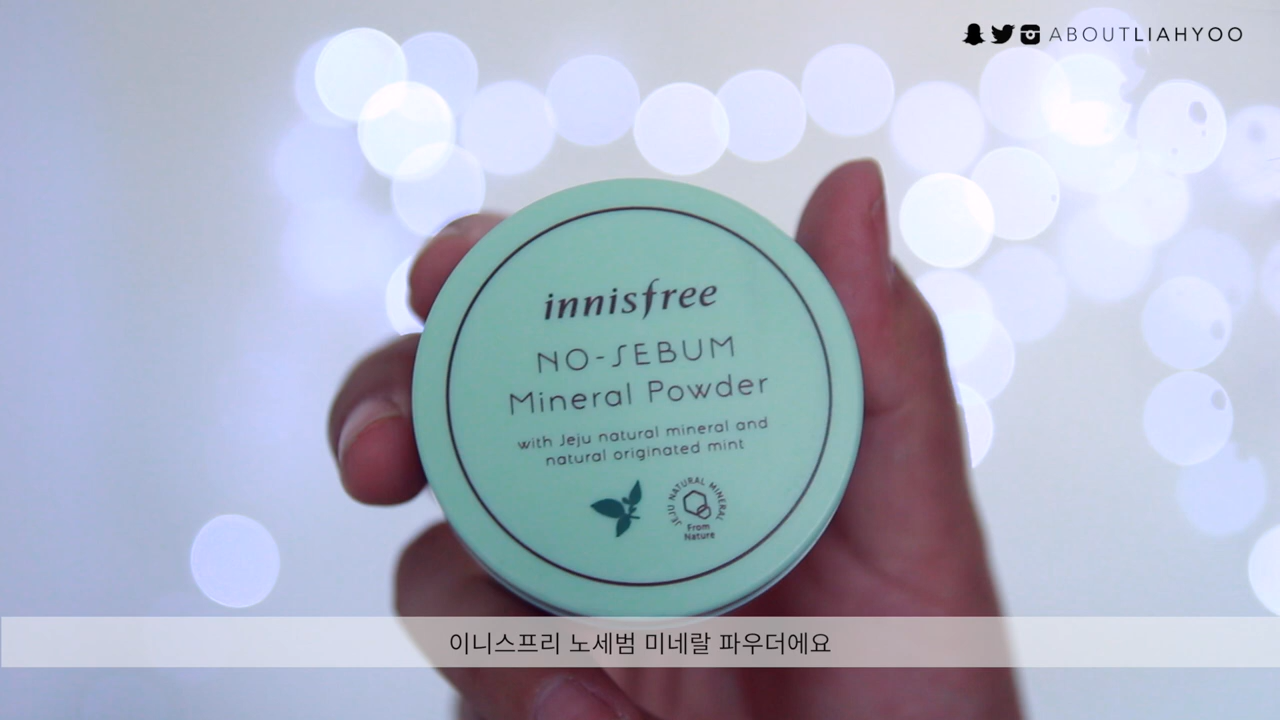 ABOUTLIAHYOO
innisfree
NO-SEBUM
Mineral Powder
with Jeju natural mineral and
natural originated mint
JEJU NATURAL MINERAL
From
Nature
이니스프리 노세범 미네랄 파우더에요